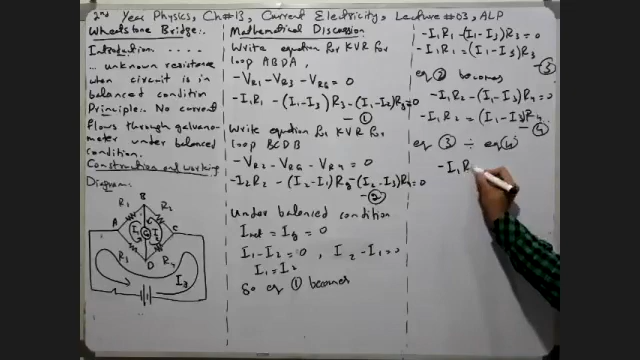 2nd Year Physics, Ch#13, Current Electricity, Lecture #03, ALP
Wheatstone Bridge:-
Introduction. ....
... unknown resistance
when circuit is in
balanced condition
Principle:- No current
flows through galvano-
meter under balanced
condition.
Construction and working
Diagram:
B
R1 R2
A I1 G I2 C
R3 R4
D
I3
Mathematical Discussion
Write equation for KVR for
loop ABDA,
-VR1 - VR3 - VRg = 0
-I1R1 - (I1-I3) R3 - (I1-I2)Rg=0
—①
Write equation for KVR for
loop BCDB
-VR2 - VRg - VR4 = 0
-I2R2 - (I2-I1)Rg - (I2-I3)R4=0
—②
Under balanced condition
Inet = Ig = 0
I1-I2 = 0 , I2 - I1=0
I1 = I2
So eq ① becomes
-I1R1 -(I1-I3)R3=0
-I1R1 = (I1-I3)R3
—③
eq ② becomes
-I1R2 -(I1-I3)R4=0
-I1R2 = (I1-I3)R4
—④
eq ③ ÷ eq④
-I1R